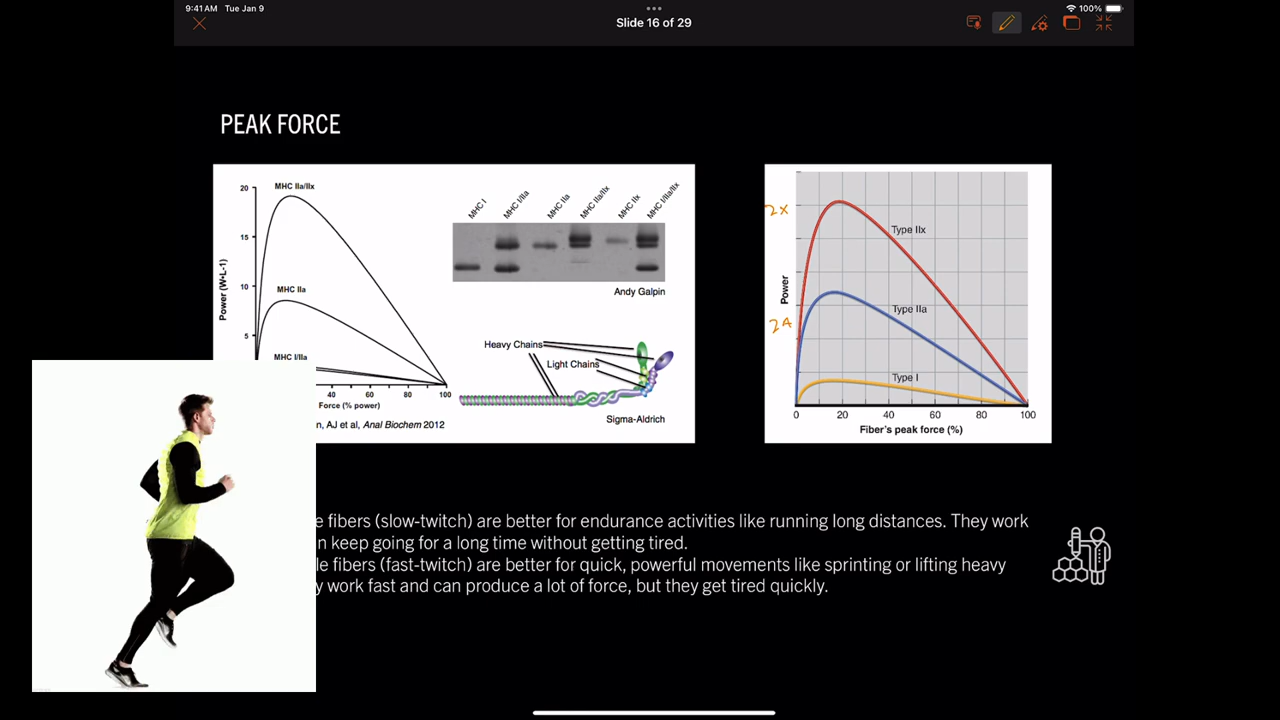 9:41 AM Tue Jan 9
100%
Slide 16 of 29
PEAK FORCE
20
15
10
5
Power (W•L-1)
MHC IIa/IIx
MHC IIa
MHC I/IIa
40 60 80 100
Force (% power)
n, AJ et al, Anal Biochem 2012
MHC I
MHC I/IIa
MHC IIa
MHC IIa/IIx
MHC IIx
MHC I/IIa/IIx
Andy Galpin
Heavy Chains
Light Chains
Sigma-Aldrich
2X
2A
Power
Type IIx
Type IIa
Type I
0 20 40 60 80 100
Fiber's peak force (%)
e fibers (slow-twitch) are better for endurance activities like running long distances. They work
n keep going for a long time without getting tired.
le fibers (fast-twitch) are better for quick, powerful movements like sprinting or lifting heavy
y work fast and can produce a lot of force, but they get tired quickly.